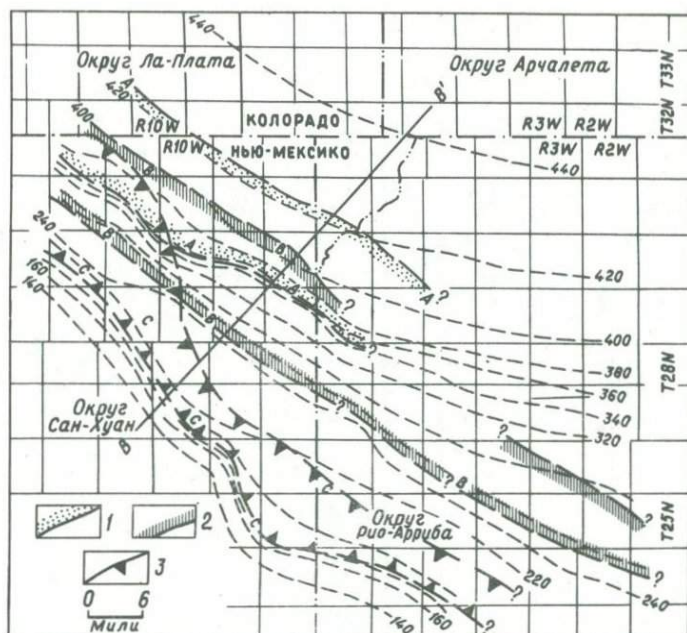 440
Округ Ла-Плата
Округ Арчалета
T33N
T32N
A
420
B'
400
R10W
КОЛОРАДО
R3W R2W
R10W
НЬЮ-МЕКСИКО
R3W R2W
440
B
240
A
B
A
?
420
160
C
B
A
?
140
C
?
400
380
T28N
360
340
Округ
Сан-Хуан
C
B
?
320
C
?
?
B
C
?
T25N
1
2
C
Округ
Рио-Арриба
?
3
220
?
?
240
0 6
Мили
140
160
?